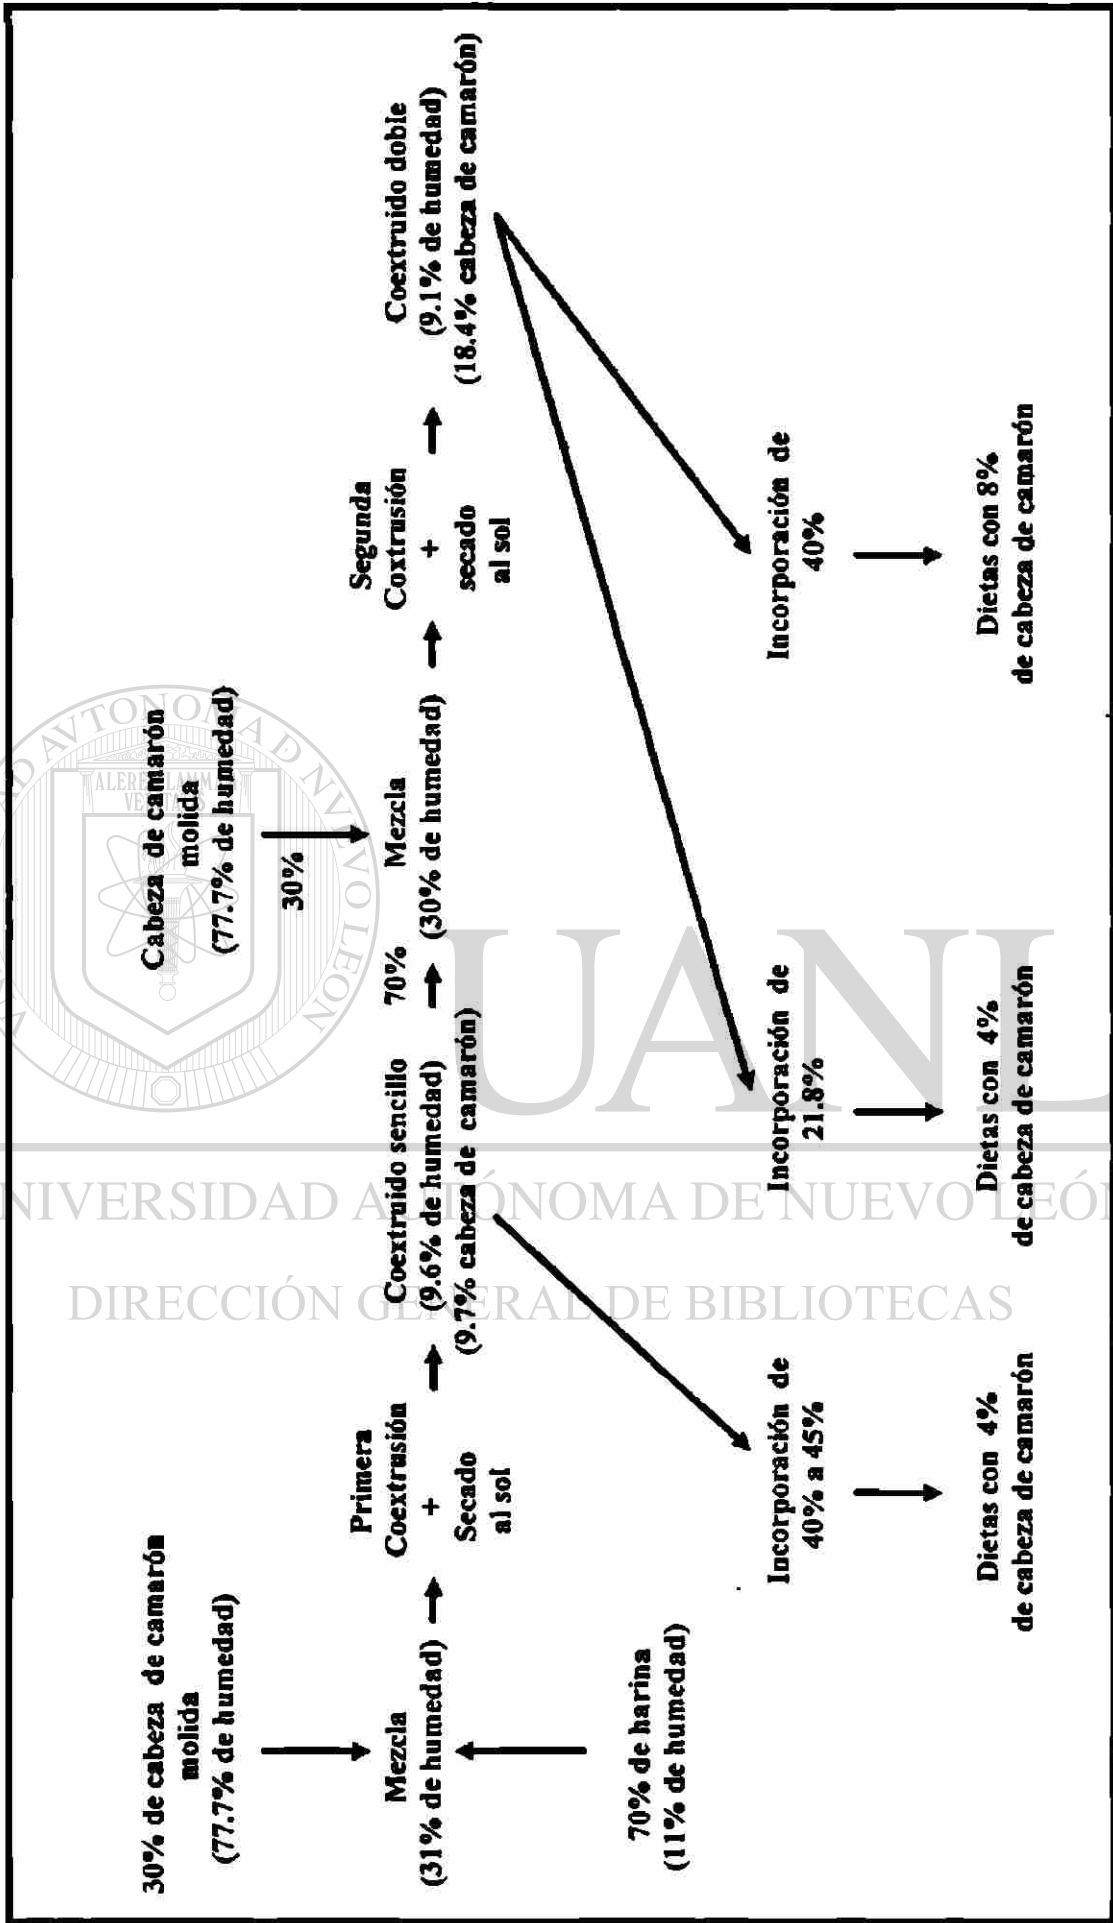 30% de cabeza de camarón
molida
(77.7% de humedad)
Mezcla
(31% de humedad)
70% de harina
(11% de humedad)
Primera
Coextrusión
+
Secado
al sol
Coextruido sencillo
(9.6% de humedad)
(9.7% cabeza de camarón)
70%
Cabeza de camarón
molida
(77.7% de humedad)
30%
Mezcla
(30% de humedad)
Segunda
Coxtrusión
+
secado
al sol
Coextruido doble
(9.1% de humedad)
(18.4% cabeza de camarón)
Incorporación de
40% a 45%
Dietas con 4%
de cabeza de camarón
Incorporación de
21.8%
Dietas con 4%
de cabeza de camarón
Incorporación de
40%
Dietas con 8%
de cabeza de camarón
UANL
NIVERSIDAD AUTÓNOMA DE NUEVO LEÓN
DIRECCIÓN GENERAL DE BIBLIOTECAS
ALERE FLAMMAM
VERITATIS